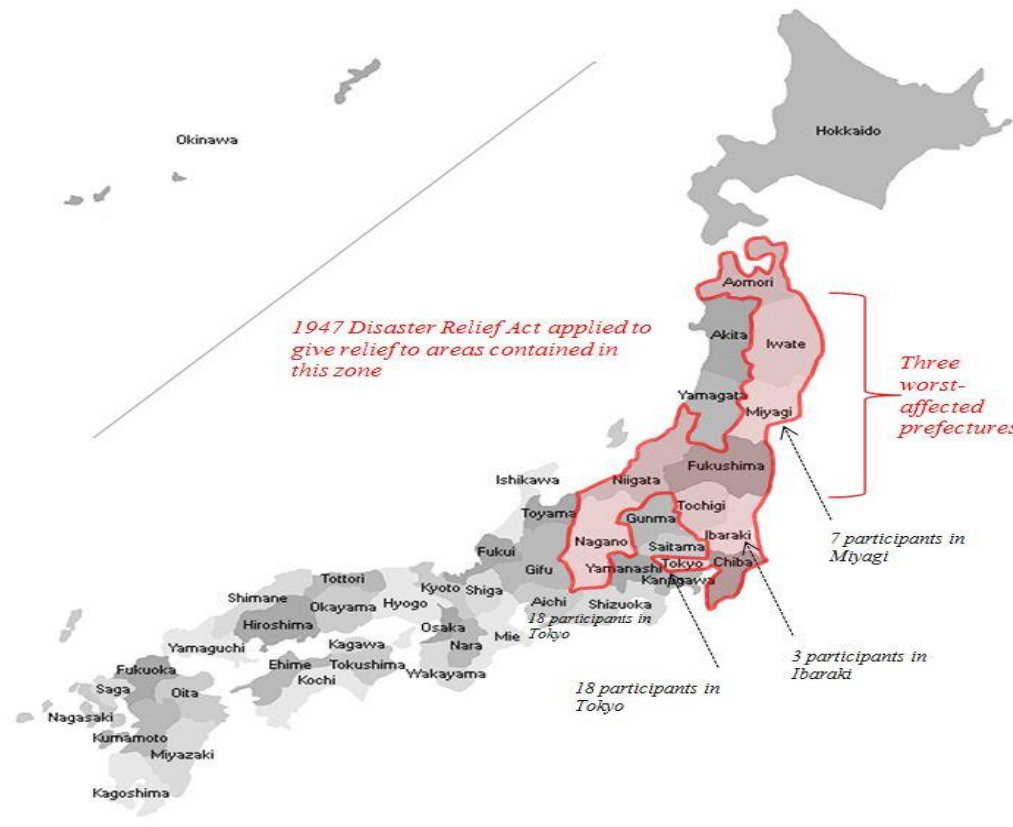 Okinawa
Hokkaido
Aomori
1947 Disaster Relief Act applied to
give relief to areas contained in
this zone
Akita
Iwate
Three
worst-
affected
prefectures
Yamagata
Miyagi
Fukushima
Ishikawa
Niigata
Toyama
Gunma
Tochigi
Nagano
Ibaraki
7 participants in
Miyagi
Fukui
Saitama
Gifu
Yamanashi
Tokyo
Chiba
Kanagawa
Tottori
Kyoto
Shiga
Shimane
Okayama
Hyogo
Aichi
Shizuoka
18 participants in
Tokyo
Hiroshima
Osaka
Mie
Yamaguchi
Kagawa
Nara
Fukuoka
Ehime
Tokushima
Wakayama
3 participants in
Ibaraki
Saga
Oita
Kochi
18 participants in
Tokyo
Nagasaki
Kumamoto
Miyazaki
Kagoshima